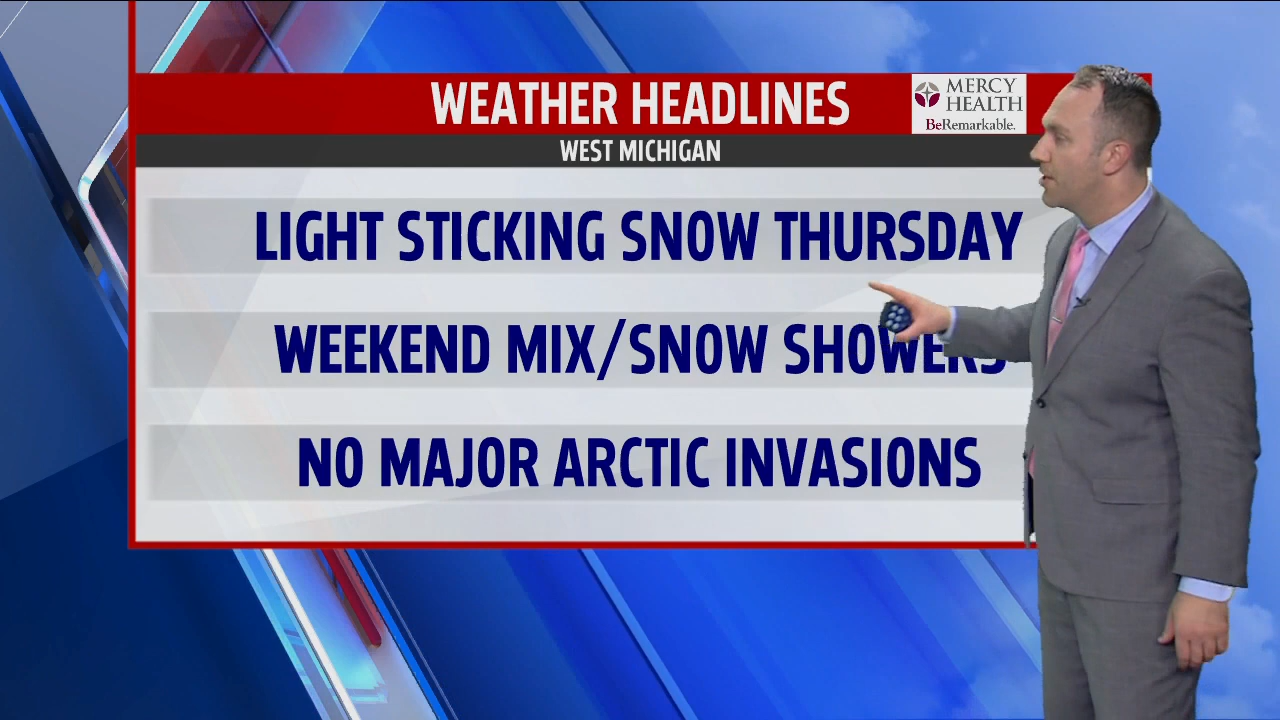 WEATHER HEADLINES
MERCY
HEALTH
BeRemarkable.
WEST MICHIGAN
LIGHT STICKING SNOW THURSDAY
WEEKEND MIX/SNOW SHOWERS
NO MAJOR ARCTIC INVASIONS